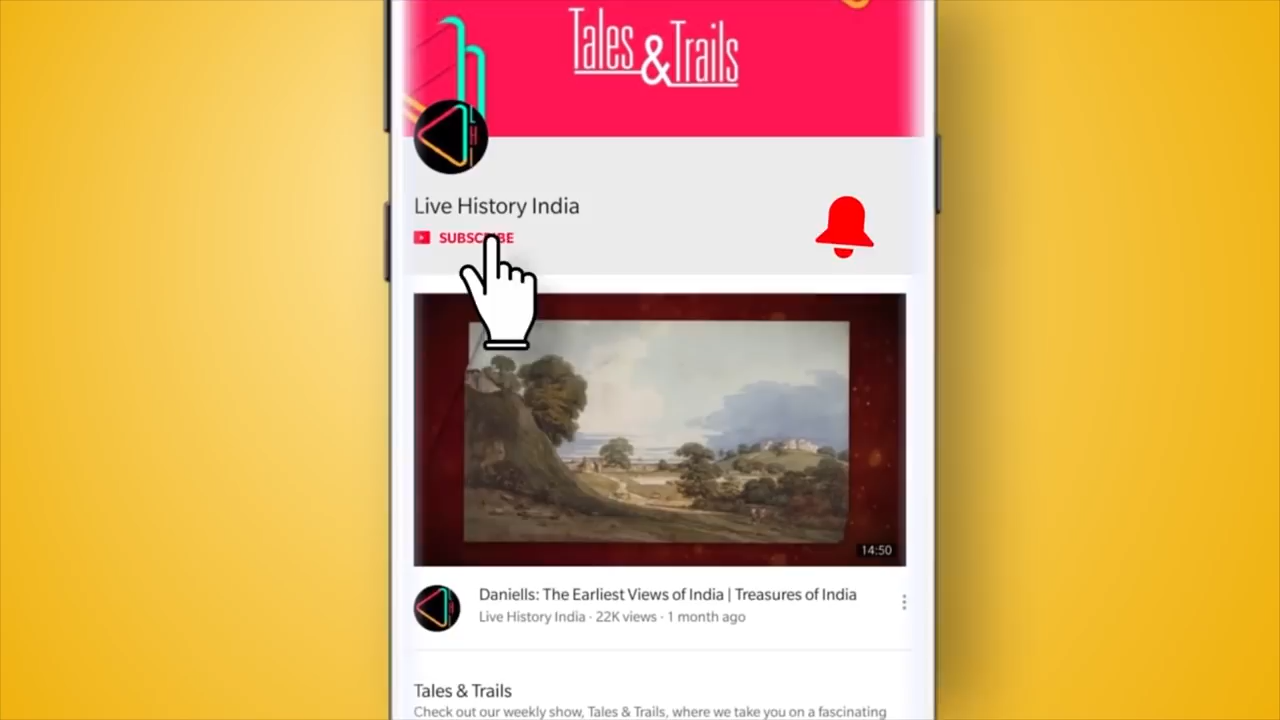 Tales & Trails
Live History India
SUBSCRIBE
14:50
Daniells: The Earliest Views of India | Treasures of India
Live History India · 22K views · 1 month ago
Tales & Trails
Check out our weekly show, Tales & Trails, where we take you on a fascinating